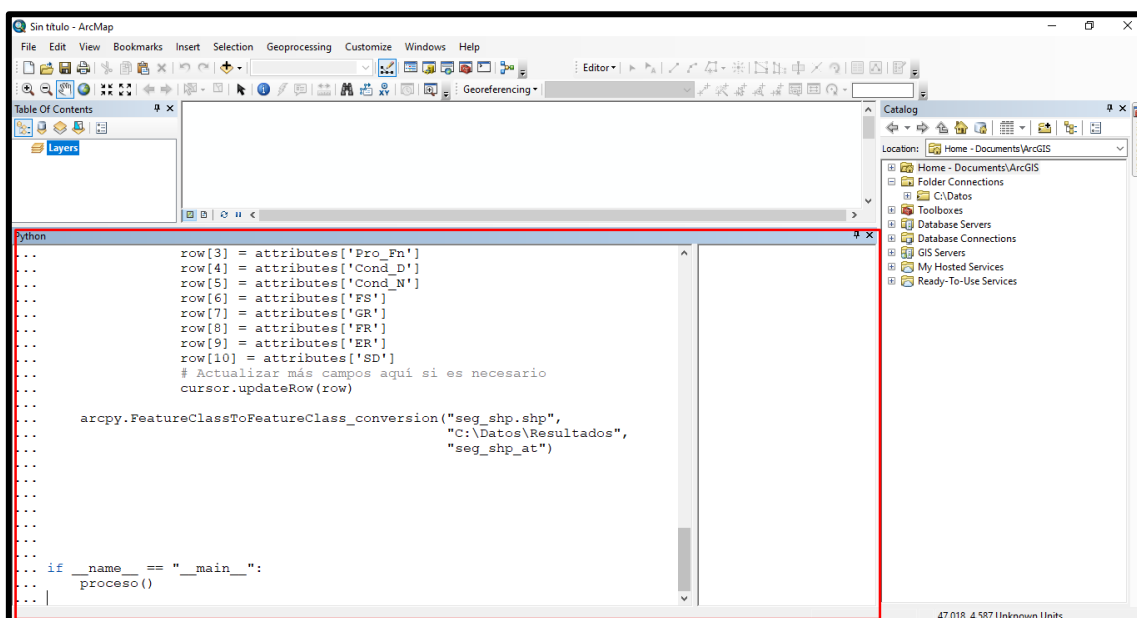 Sin título - ArcMap
File Edit View Bookmarks Insert Selection Geoprocessing Customize Windows Help
Editor
Georeferencing
Table Of Contents
Layers
Catalog
Location: Home - Documents\ArcGIS
Home - Documents\ArcGIS
Folder Connections
C:\Datos
Toolboxes
Database Servers
Database Connections
GIS Servers
My Hosted Services
Ready-To-Use Services
Python
... row[3] = attributes['Pro_Fn']
... row[4] = attributes['Cond_D']
... row[5] = attributes['Cond_N']
... row[6] = attributes['FS']
... row[7] = attributes['GR']
... row[8] = attributes['FR']
... row[9] = attributes['ER']
... row[10] = attributes['SD']
... # Actualizar más campos aquí si es necesario
... cursor.updateRow(row)
...
... arcpy.FeatureClassToFeatureClass_conversion("seg_shp.shp",
... "C:\Datos\Resultados",
... "seg_shp_at")
...
...
...
...
...
...
...
... if __name__ == "__main__":
... proceso()
...
47,018 4,587 Unknown Units